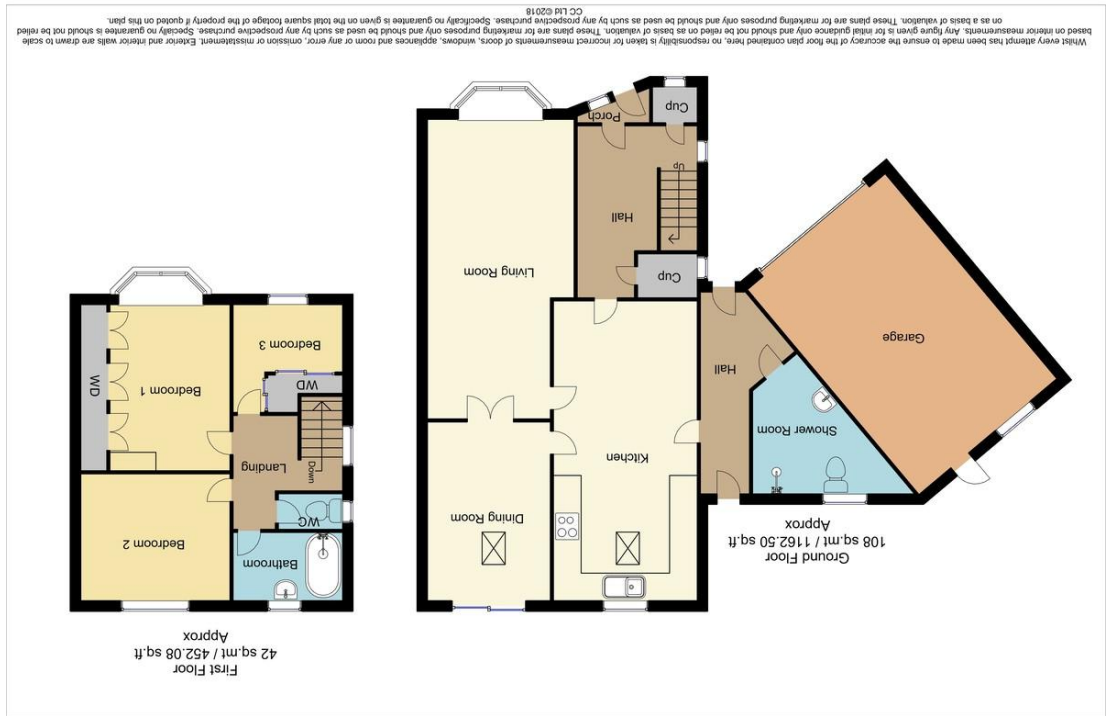 Ground Floor
108 sq.mt / 1162.50 sq.ft
Approx
Shower Room
Garage
Hall
Kitchen
Dining Room
Living Room
Cup
Hall
Up
Porch
Cup
First Floor
42 sq.mt / 452.08 sq.ft
Approx
Bathroom
WC
Bedroom 2
Down
Landing
WD
Bedroom 3
Bedroom 1
WD
Whilst every attempt has been made to ensure the accuracy of the floor plan contained here, no responsibility is taken for incorrect measurements of doors, windows, appliances and room or any error, omission or misstatement. Exterior and interior walls are drawn to scale
based on interior measurements. Any figure given is for initial guidance only and should not be relied on as basis of valuation. These plans are for marketing purposes only and should be used as such by any prospective purchase. Specially no guarantee is should not be relied
on as a basis of valuation. These plans are for marketing purposes only and should be used as such by any prospective purchase. Specifically no guarantee is given on the total square footage of the property if quoted on this plan.
CC Ltd ©2018